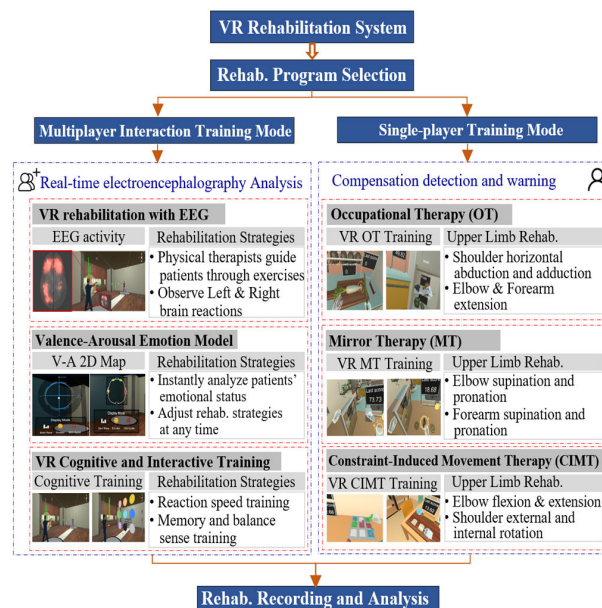 VR Rehabilitation System
Rehab. Program Selection
Multiplayer Interaction Training Mode
Single-player Training Mode
Real-time electroencephalography Analysis
VR rehabilitation with EEG
EEG activity
Rehabilitation Strategies
• Physical therapists guide
patients through exercises
• Observe Left & Right
brain reactions
Valence-Arousal Emotion Model
V-A 2D Map
Rehabilitation Strategies
• Instantly analyze patients'
emotional status
• Adjust rehab. strategies
at any time
VR Cognitive and Interactive Training
Cognitive Training
Rehabilitation Strategies
• Reaction speed training
• Memory and balance
sense training
Compensation detection and warning
Occupational Therapy (OT)
VR OT Training
Upper Limb Rehab.
• Shoulder horizontal
abduction and adduction
• Elbow & Forearm
extension
Mirror Therapy (MT)
VR MT Training
Upper Limb Rehab.
73.73
18.68
• Elbow supination and
pronation
• Forearm supination and
pronation
Constraint-Induced Movement Therapy (CIMT)
VR CIMT Training
Upper Limb Rehab.
• Elbow flexion & extension
• Shoulder external and
internal rotation
Rehab. Recording and Analysis